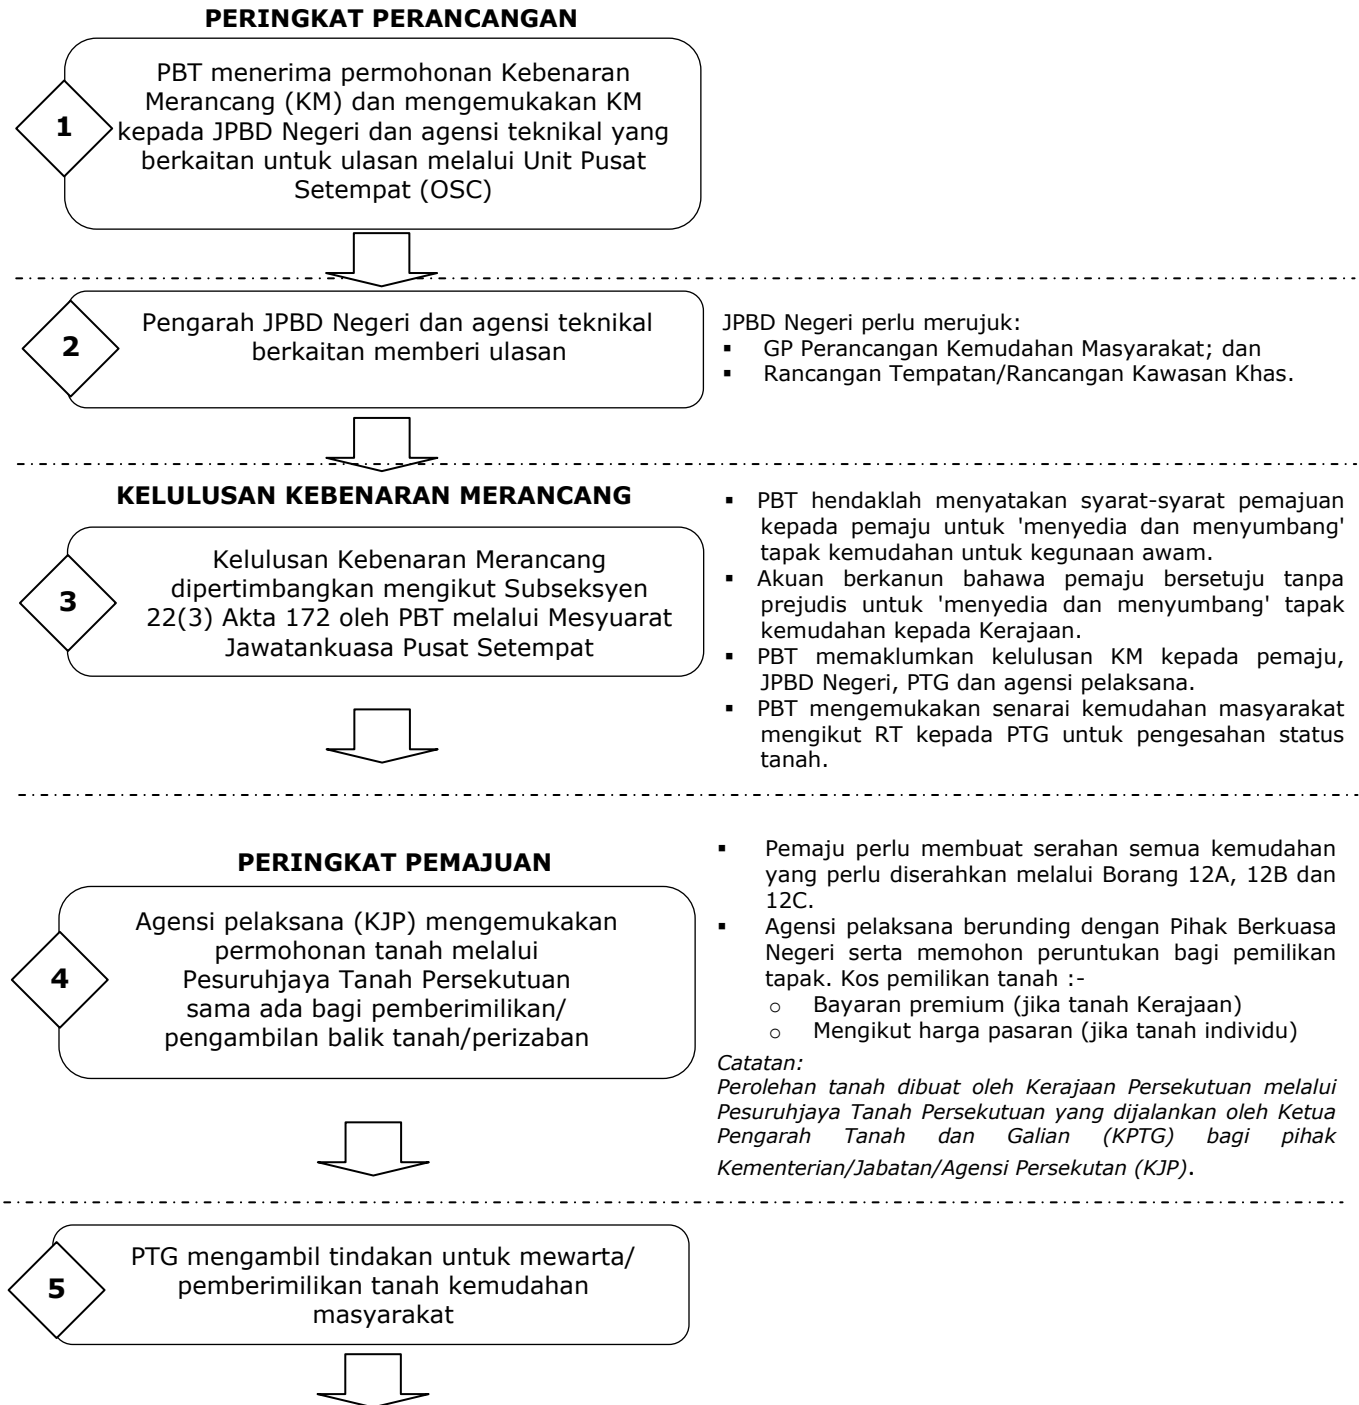 PERINGKAT PERANCANGAN
1
PBT menerima permohonan Kebenaran
Merancang (KM) dan mengemukakan KM
kepada JPBD Negeri dan agensi teknikal yang
berkaitan untuk ulasan melalui Unit Pusat
Setempat (OSC)
2
Pengarah JPBD Negeri dan agensi teknikal
berkaitan memberi ulasan
JPBD Negeri perlu merujuk:
▪ GP Perancangan Kemudahan Masyarakat; dan
▪ Rancangan Tempatan/Rancangan Kawasan Khas.
KELULUSAN KEBENARAN MERANCANG
3
Kelulusan Kebenaran Merancang
dipertimbangkan mengikut Subseksyen
22(3) Akta 172 oleh PBT melalui Mesyuarat
Jawatankuasa Pusat Setempat
▪ PBT hendaklah menyatakan syarat-syarat pemajuan
kepada pemaju untuk 'menyedia dan menyumbang'
tapak kemudahan untuk kegunaan awam.
▪ Akuan berkanun bahawa pemaju bersetuju tanpa
prejudis untuk 'menyedia dan menyumbang' tapak
kemudahan kepada Kerajaan.
▪ PBT memaklumkan kelulusan KM kepada pemaju,
JPBD Negeri, PTG dan agensi pelaksana.
▪ PBT mengemukakan senarai kemudahan masyarakat
mengikut RT kepada PTG untuk pengesahan status
tanah.
PERINGKAT PEMAJUAN
4
Agensi pelaksana (KJP) mengemukakan
permohonan tanah melalui
Pesuruhjaya Tanah Persekutuan
sama ada bagi pemberimilikan/
pengambilan balik tanah/perizaban
▪ Pemaju perlu membuat serahan semua kemudahan
yang perlu diserahkan melalui Borang 12A, 12B dan
12C.
▪ Agensi pelaksana berunding dengan Pihak Berkuasa
Negeri serta memohon peruntukan bagi pemilikan
tapak. Kos pemilikan tanah :-
o Bayaran premium (jika tanah Kerajaan)
o Mengikut harga pasaran (jika tanah individu)
Catatan:
Perolehan tanah dibuat oleh Kerajaan Persekutuan melalui
Pesuruhjaya Tanah Persekutuan yang dijalankan oleh Ketua
Pengarah Tanah dan Galian (KPTG) bagi pihak
Kementerian/Jabatan/Agensi Persekutan (KJP).
5
PTG mengambil tindakan untuk mewarta/
pemberimilikan tanah kemudahan
masyarakat